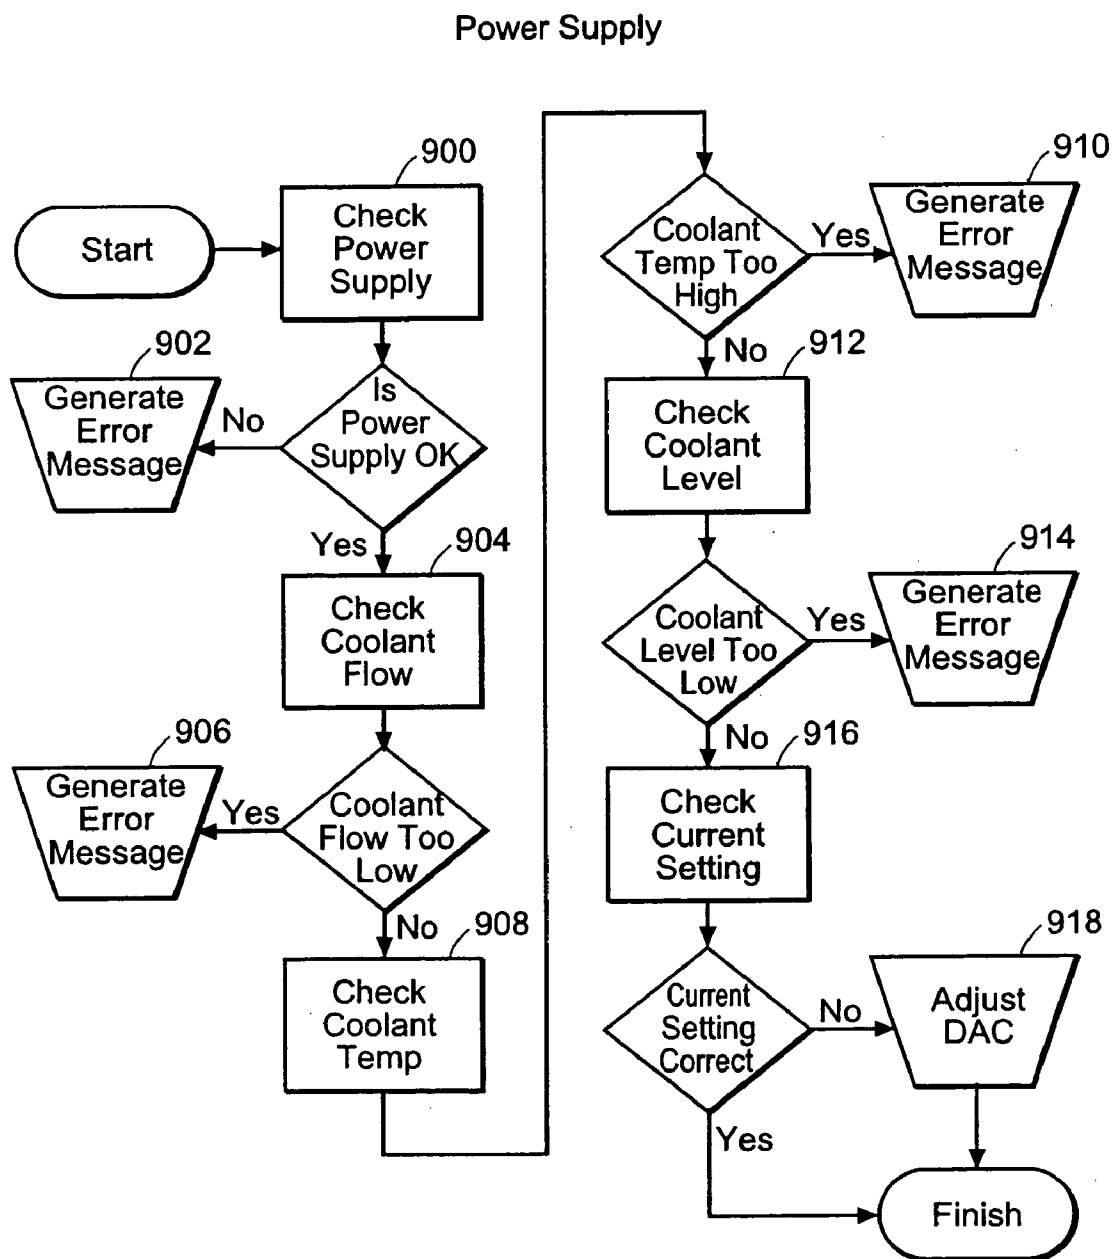 Power Supply
Start
900
Check
Power
Supply
902
Generate
Error
Message
No
Is
Power
Supply OK
Yes
904
Check
Coolant
Flow
906
Generate
Error
Message
Yes
Coolant
Flow Too
Low
No
908
Check
Coolant
Temp
Coolant
Temp Too
High
Yes
910
Generate
Error
Message
No
912
Check
Coolant
Level
Coolant
Level Too
Low
Yes
914
Generate
Error
Message
No
916
Check
Current
Setting
Current
Setting
Correct
No
918
Adjust
DAC
Yes
Finish